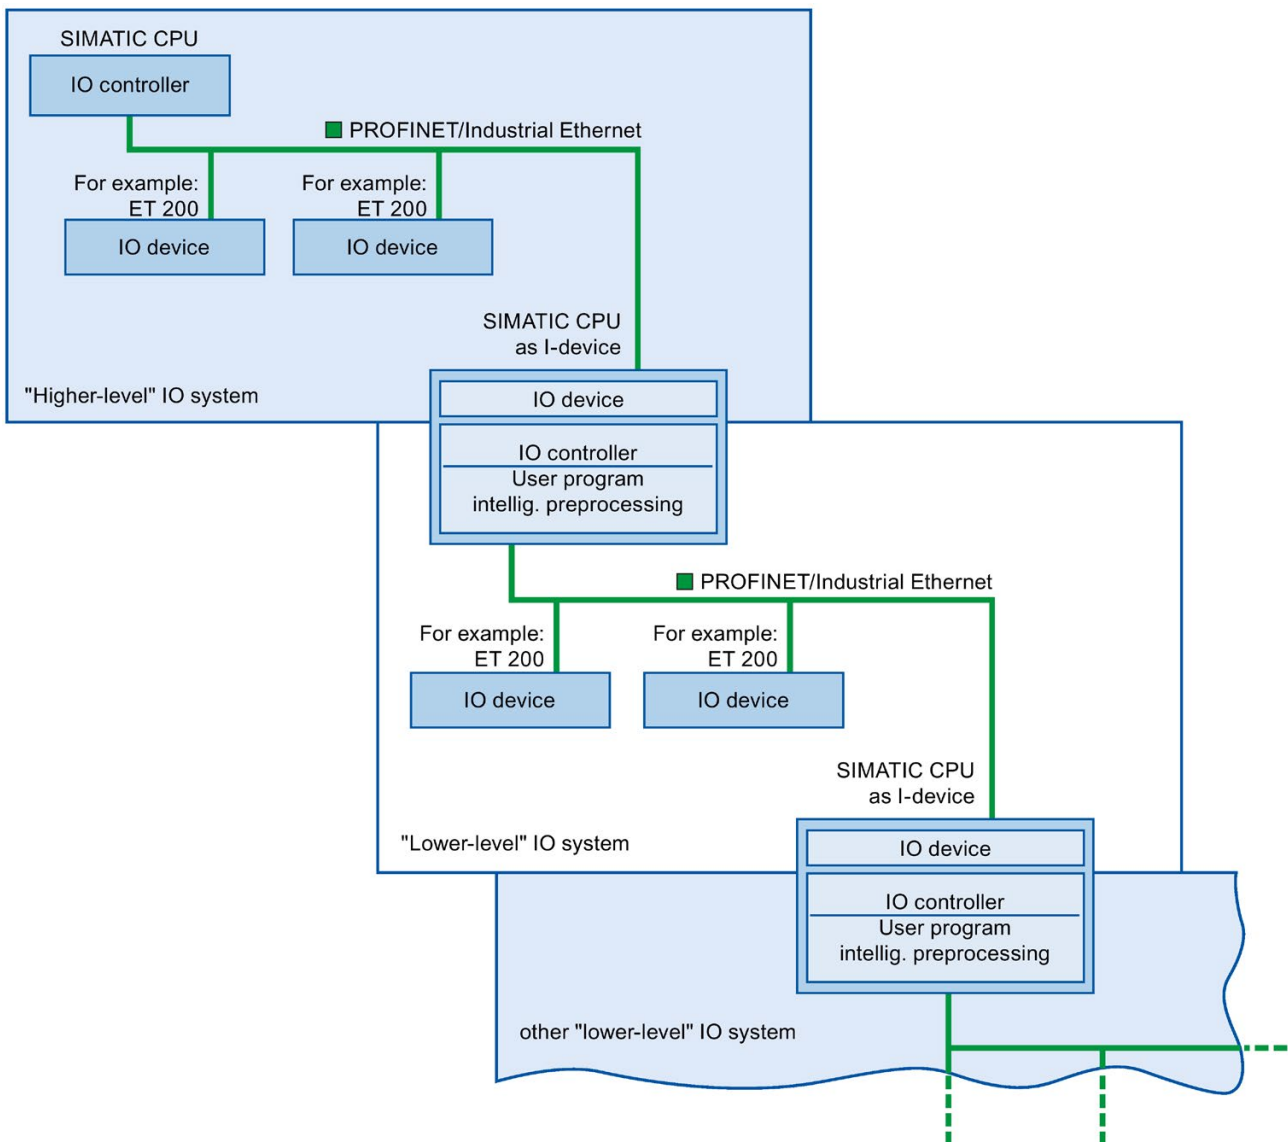 SIMATIC CPU
IO controller
PROFINET/Industrial Ethernet
For example:
ET 200
IO device
For example:
ET 200
IO device
SIMATIC CPU
as I-device
"Higher-level" IO system
IO device
IO controller
User program
intellig. preprocessing
PROFINET/Industrial Ethernet
For example:
ET 200
IO device
For example:
ET 200
IO device
SIMATIC CPU
as I-device
"Lower-level" IO system
IO device
IO controller
User program
intellig. preprocessing
other "lower-level" IO system